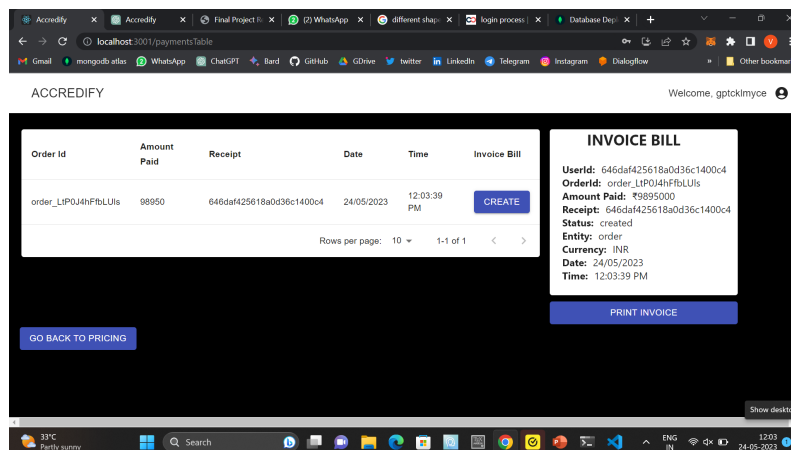 Accredify
Accredify
Final Project R
(2) WhatsApp
different shape
login process |
Database Depl
localhost:3001/paymentsTable
Gmail
mongodb atlas
WhatsApp
ChatGPT
Bard
GitHub
GDrive
twitter
LinkedIn
Telegram
Instagram
Dialogflow
»
Other bookmar
ACCREDIFY
Welcome, gptcklmyce
Order Id
Amount
Paid
Receipt
Date
Time
Invoice Bill
order_LtP0J4hFfbLUls
98950
646daf425618a0d36c1400c4
24/05/2023
12:03:39
PM
CREATE
Rows per page: 10
1-1 of 1
INVOICE BILL
UserId: 646daf425618a0d36c1400c4
OrderId: order_LtP0J4hFfbLUls
Amount Paid: ₹9895000
Receipt: 646daf425618a0d36c1400c4
Status: created
Entity: order
Currency: INR
Date: 24/05/2023
Time: 12:03:39 PM
PRINT INVOICE
GO BACK TO PRICING
Show deskto
33°C
Partly sunny
Search
ENG
IN
12:03
24-05-2023